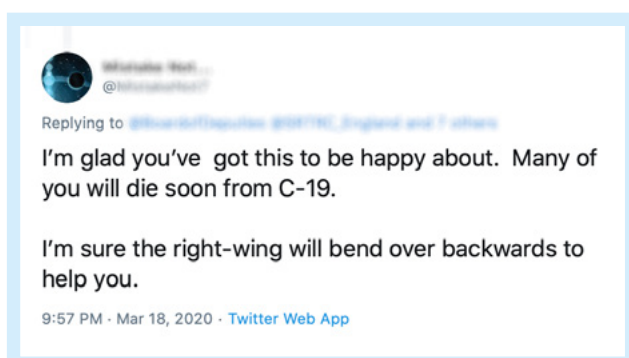 @
Replying to
I'm glad you've  got this to be happy about.  Many of
you will die soon from C-19.
I'm sure the right-wing will bend over backwards to
help you.
9:57 PM · Mar 18, 2020 · Twitter Web App